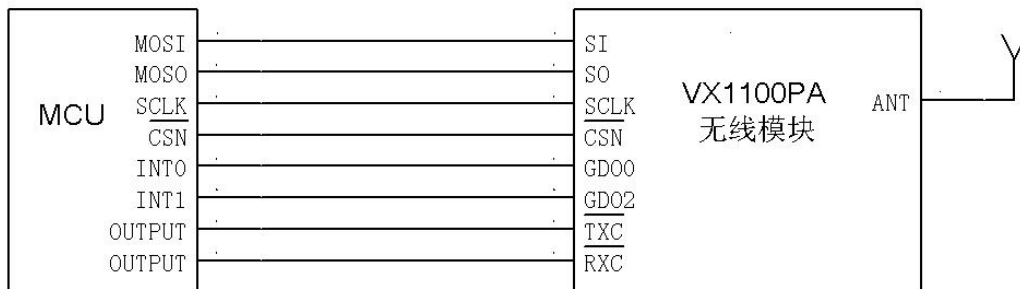 MCU
MOSI
MOSO
SCLK
CSN
INT0
INT1
OUTPUT
OUTPUT
SI
SO
SCLK
CSN
GDO0
GDO2
TXC
RXC
VX1100PA
无线模块
ANT